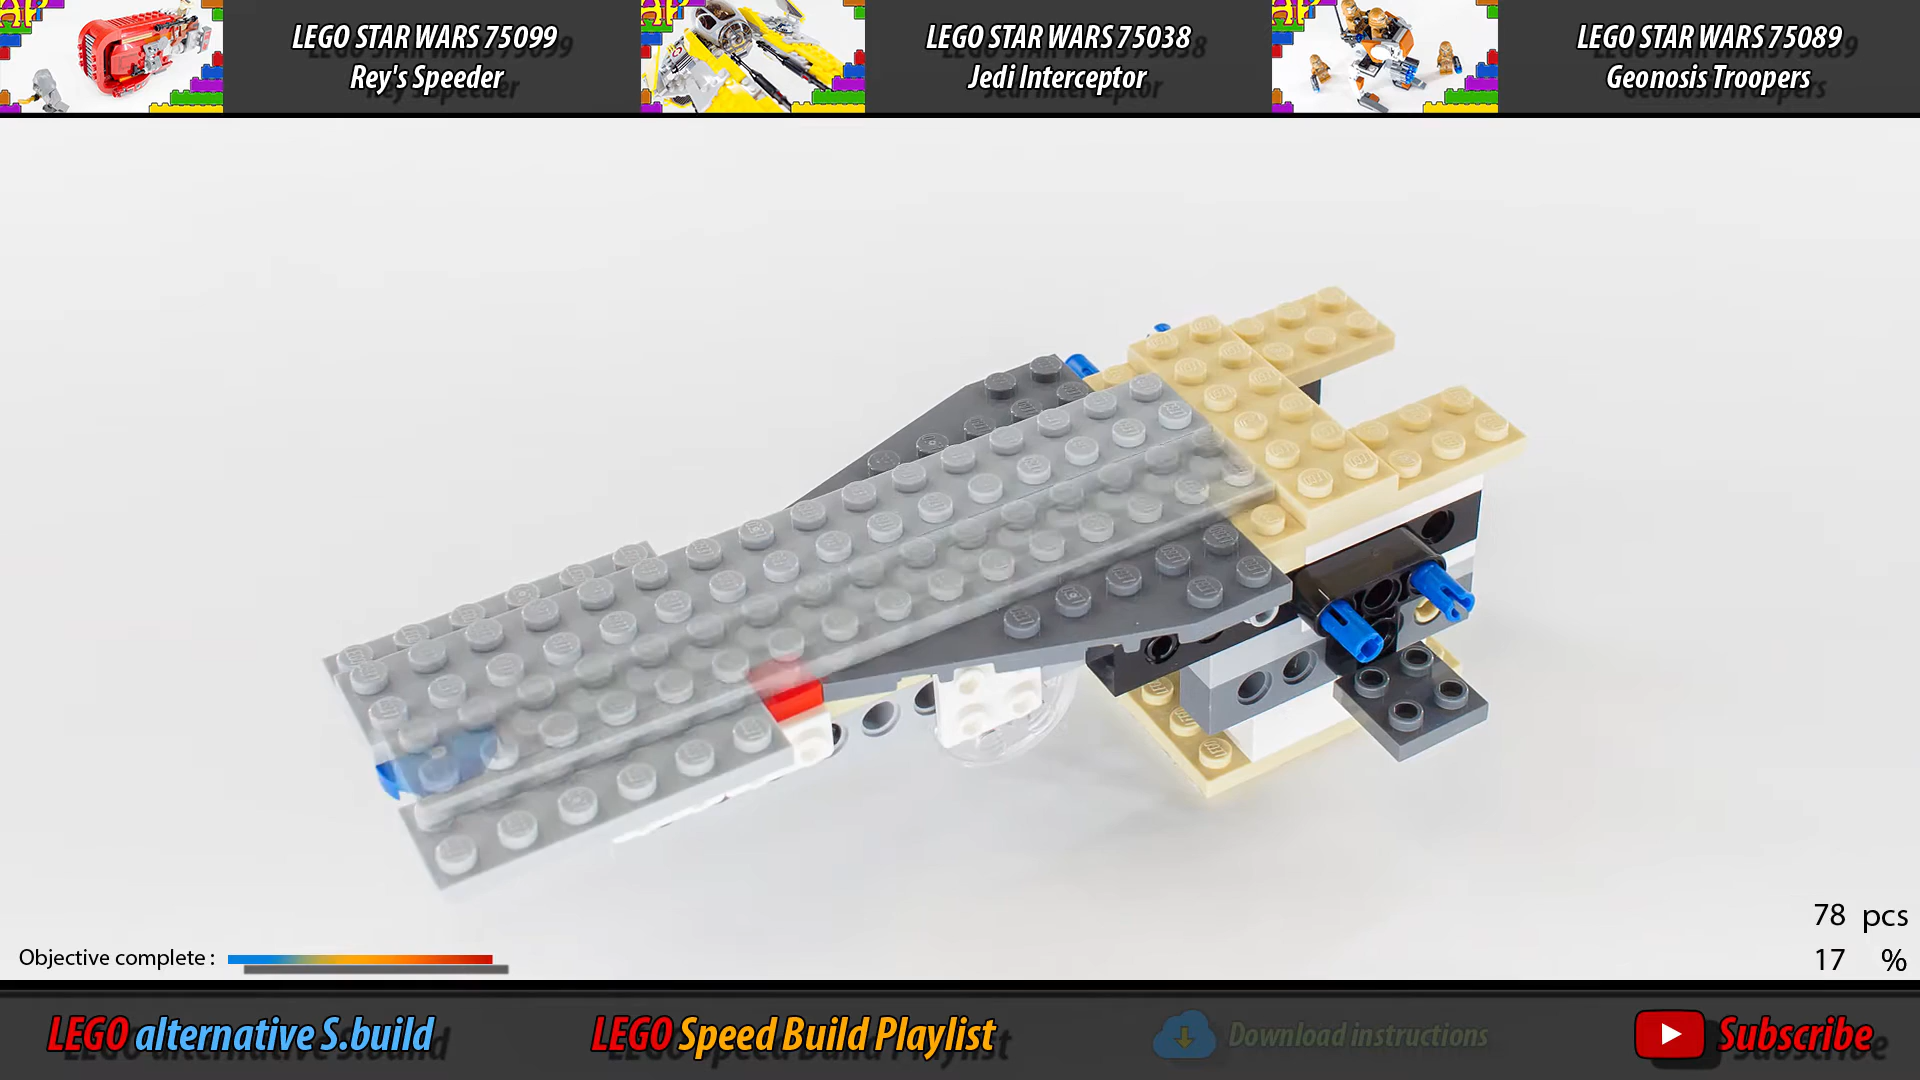 LEGO STAR WARS 75099
Rey's Speeder
LEGO STAR WARS 75038
Jedi Interceptor
LEGO STAR WARS 75089
Geonosis Troopers
78 pcs
Objective complete :
17 %
LEGO alternative S.build
LEGO Speed Build Playlist
Download instructions
Subscribe